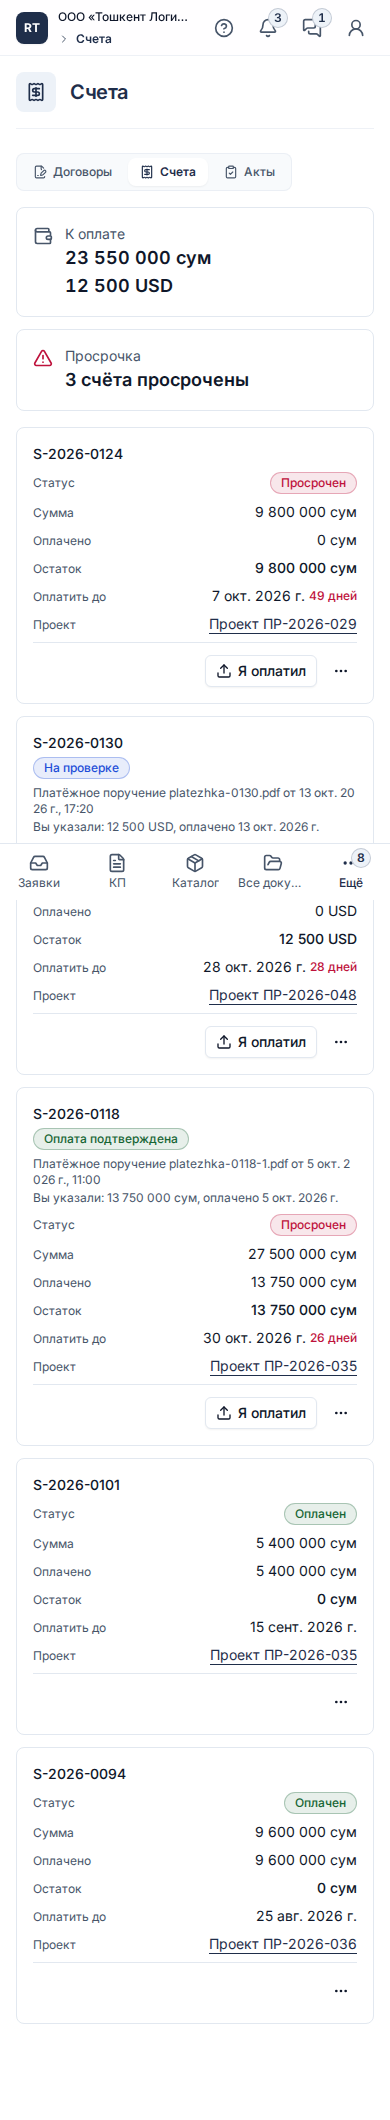 RT
ООО «Тошкент Логи...
> Счета
3
1
Счета
Договоры
Счета
Акты
К оплате
23 550 000 сум
12 500 USD
Просрочка
3 счёта просрочены
S-2026-0124
Статус Просрочен
Сумма 9 800 000 сум
Оплачено 0 сум
Остаток 9 800 000 сум
Оплатить до 7 окт. 2026 г. 49 дней
Проект Проект ПР-2026-029
Я оплатил ...
S-2026-0130
На проверке
Платёжное поручение platezhka-0130.pdf от 13 окт. 20
26 г., 17:20
Вы указали: 12 500 USD, оплачено 13 окт. 2026 г.
Заявки
КП
Каталог
Все доку...
8
Ещё
Оплачено 0 USD
Остаток 12 500 USD
Оплатить до 28 окт. 2026 г. 28 дней
Проект Проект ПР-2026-048
Я оплатил ...
S-2026-0118
Оплата подтверждена
Платёжное поручение platezhka-0118-1.pdf от 5 окт. 2
026 г., 11:00
Вы указали: 13 750 000 сум, оплачено 5 окт. 2026 г.
Статус Просрочен
Сумма 27 500 000 сум
Оплачено 13 750 000 сум
Остаток 13 750 000 сум
Оплатить до 30 окт. 2026 г. 26 дней
Проект Проект ПР-2026-035
Я оплатил ...
S-2026-0101
Статус Оплачен
Сумма 5 400 000 сум
Оплачено 5 400 000 сум
Остаток 0 сум
Оплатить до 15 сент. 2026 г.
Проект Проект ПР-2026-035
...
S-2026-0094
Статус Оплачен
Сумма 9 600 000 сум
Оплачено 9 600 000 сум
Остаток 0 сум
Оплатить до 25 авг. 2026 г.
Проект Проект ПР-2026-036
...